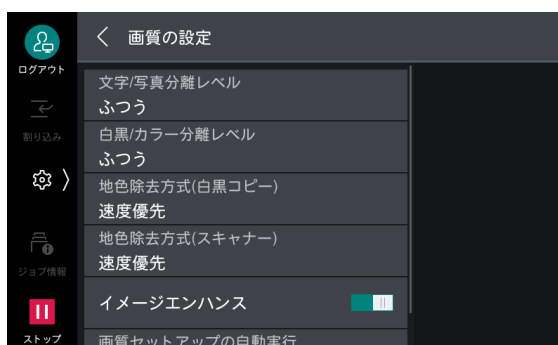 画質の設定
ログアウト
文字/写真分離レベル
ふつう
割り込み
白黒/カラー分離レベル
ふつう
地色除去方式(白黒コピー)
速度優先
地色除去方式(スキャナー)
速度優先
ジョブ情報
イメージエンハンス
ストップ
画質セットアップの自動実行